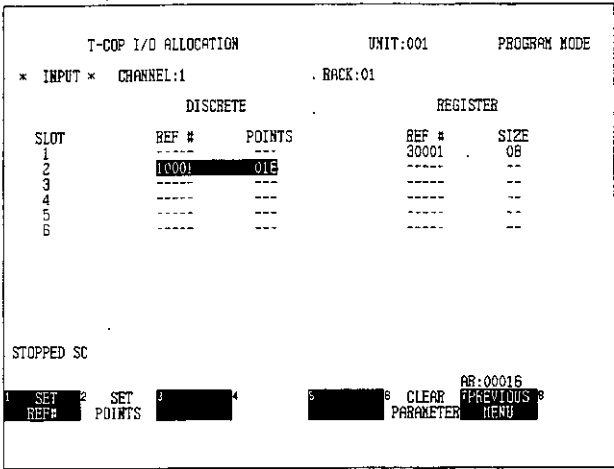 T-COP I/O ALLOCATION UNIT:001 PROGRAM MODE
* INPUT * CHANNEL:1 RACK:01
DISCRETE REGISTER
SLOT REF # POINTS REF # SIZE
1 ----- --- 30001 08
2 10001 016 ----- --
3 ----- --- ----- --
4 ----- --- ----- --
5 ----- --- ----- --
6 ----- --- ----- --
STOPPED SC
AR:00016
1 SET 2 SET 3 4 5 6 CLEAR 7 PREVIOUS 8
REF# POINTS PARAMETER MENU